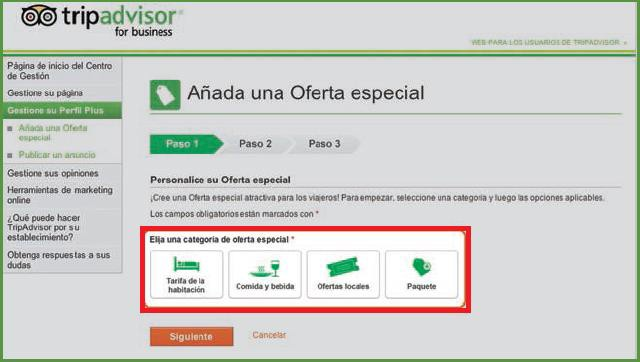 tripadvisor
for business
WEB PARA LOS USUARIOS DE TRIPADVISOR »
Página de inicio del Centro
de Gestión
Gestione su página
Gestione su Perfil Plus
Añada una Oferta
especial
Publicar un anuncio
Gestione sus opiniones
Herramientas de marketing
online
¿Qué puede hacer
TripAdvisor por su
establecimiento?
Obtenga respuestas a sus
dudas
Añada una Oferta especial
Paso 1
Paso 2
Paso 3
Personalice su Oferta especial
¡Cree una Oferta especial atractiva para los viajeros! Para empezar, seleccione una categoría y luego las opciones aplicables.
Los campos obligatorios están marcados con *
Elija una categoría de oferta especial *
Tarifa de la
habitación
Comida y bebida
Ofertas locales
Paquete
Siguiente
Cancelar